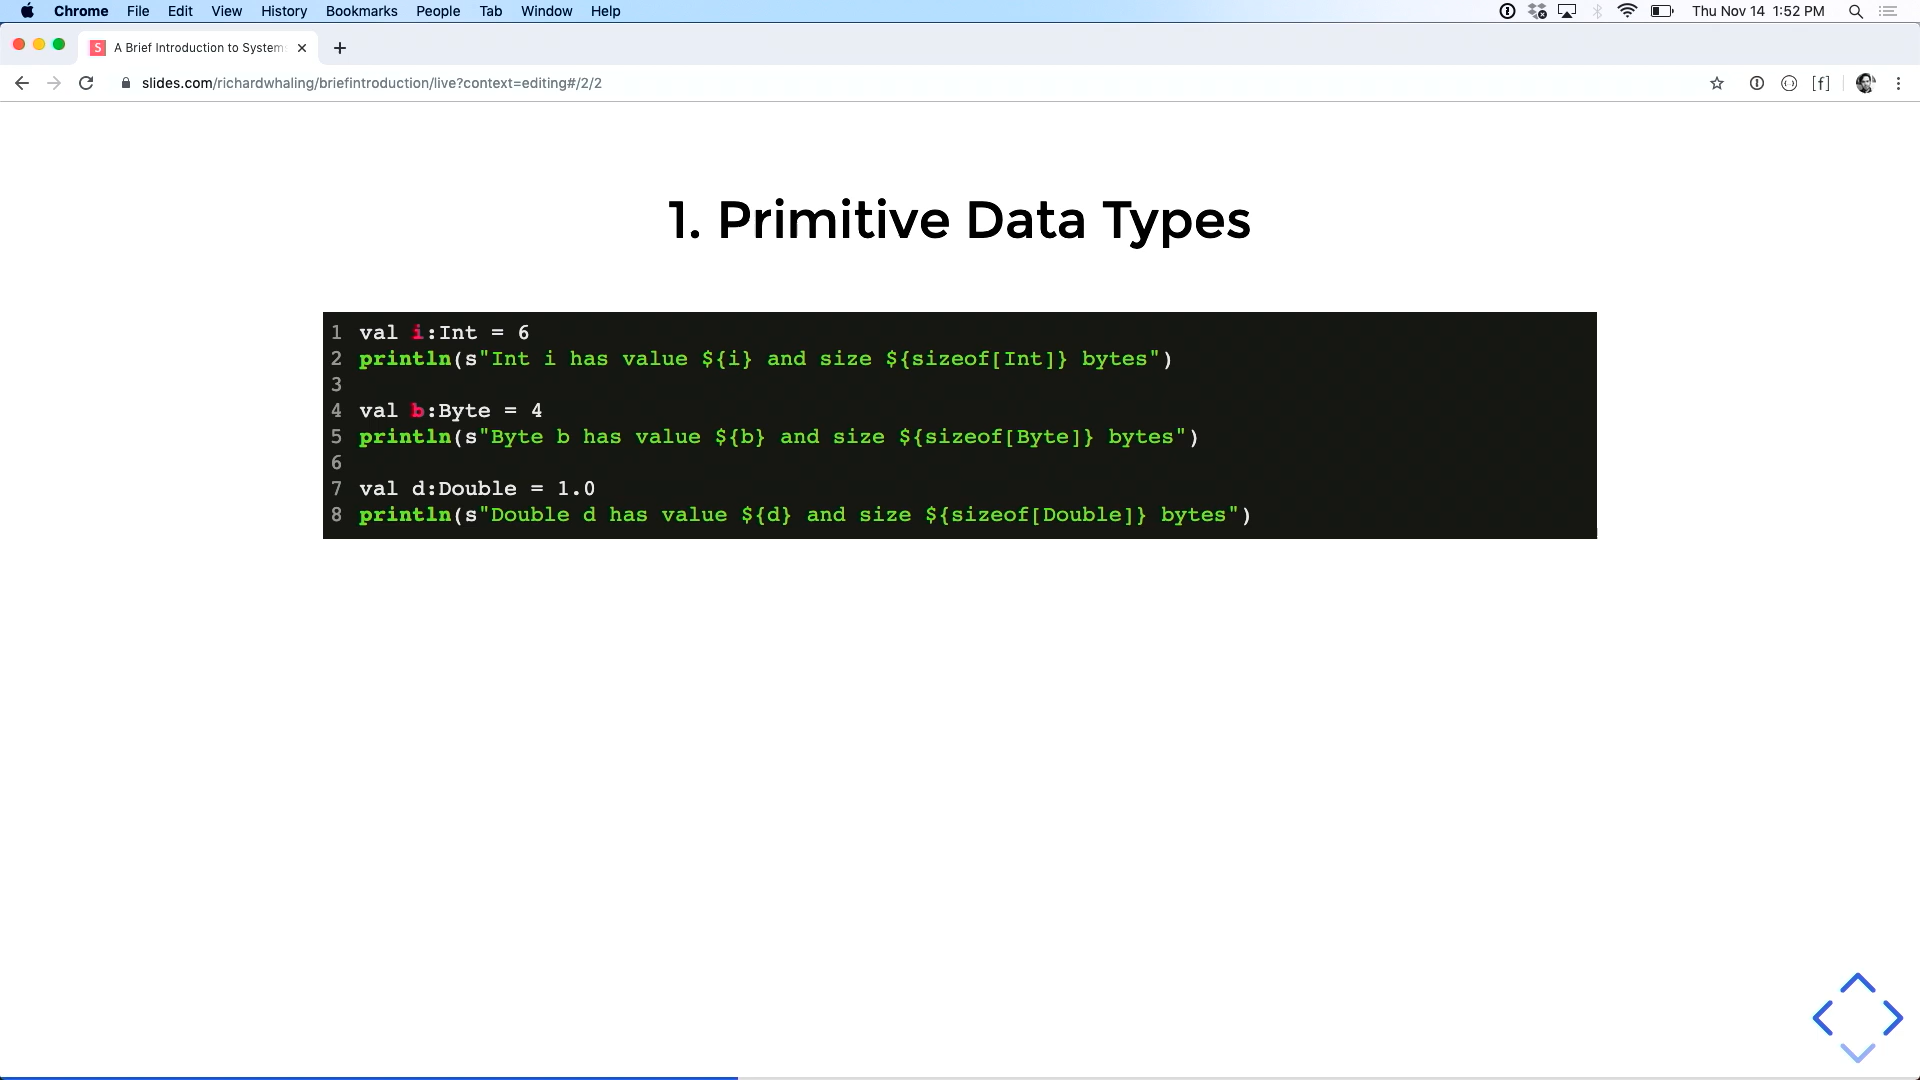 Chrome File Edit View History Bookmarks People Tab Window Help Thu Nov 14 1:52 PM
S A Brief Introduction to System
slides.com/richardwhaling/briefintroduction/live?context=editing#/2/2 [f]
1. Primitive Data Types
1 val i:Int = 6
2 println(s"Int i has value ${i} and size ${sizeof[Int]} bytes")
3
4 val b:Byte = 4
5 println(s"Byte b has value ${b} and size ${sizeof[Byte]} bytes")
6
7 val d:Double = 1.0
8 println(s"Double d has value ${d} and size ${sizeof[Double]} bytes")